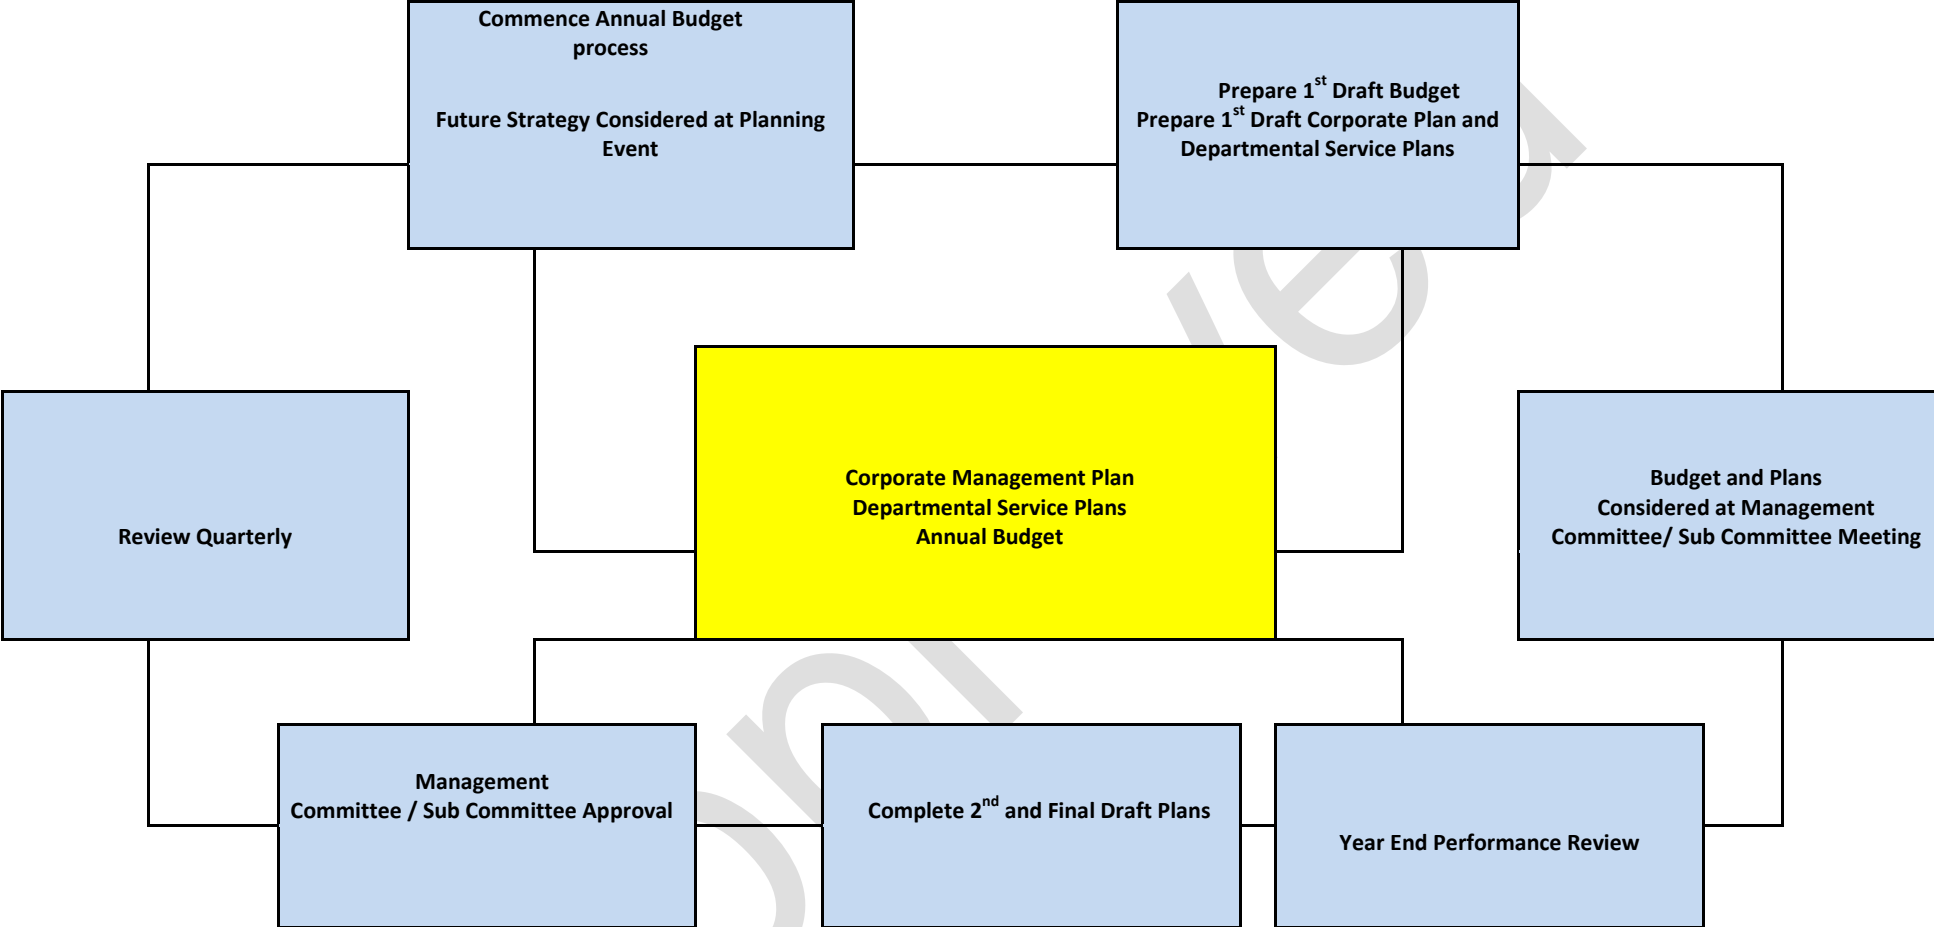 Commence Annual Budget
process
Future Strategy Considered at Planning
Event
Prepare 1st Draft Budget
Prepare 1st Draft Corporate Plan and
Departmental Service Plans
Review Quarterly
Corporate Management Plan
Departmental Service Plans
Annual Budget
Budget and Plans
Considered at Management
Committee/ Sub Committee Meeting
Management
Committee / Sub Committee Approval
Complete 2nd and Final Draft Plans
Year End Performance Review